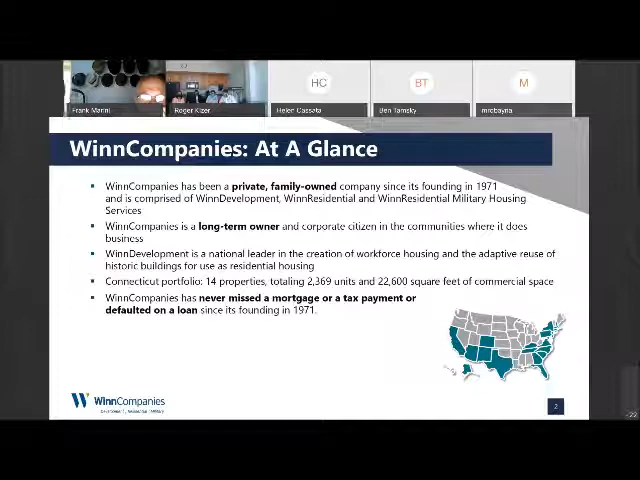 HC
BT
M
Frank Marini
Roger Kizer
Helen Cassata
Ben Tamsky
mrobayna
WinnCompanies: At A Glance
WinnCompanies has been a private, family-owned company since its founding in 1971
and is comprised of WinnDevelopment, WinnResidential and WinnResidential Military Housing
Services
WinnCompanies is a long-term owner and corporate citizen in the communities where it does
business
WinnDevelopment is a national leader in the creation of workforce housing and the adaptive reuse of
historic buildings for use as residential housing
Connecticut portfolio: 14 properties, totaling 2,369 units and 22,600 square feet of commercial space
WinnCompanies has never missed a mortgage or a tax payment or
defaulted on a loan since its founding in 1971.
WinnCompanies
Development | Residential | Military
2